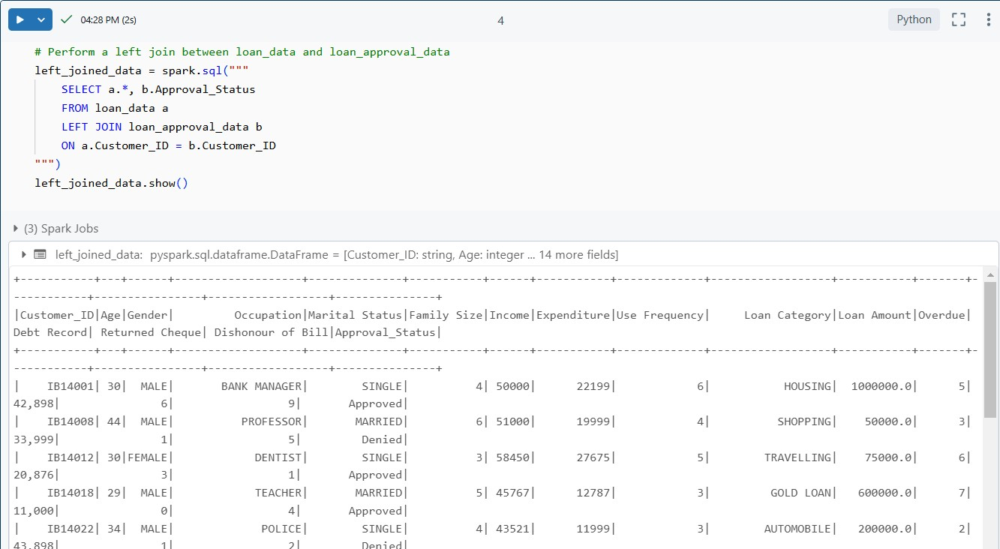 04:28 PM (2s)
4
Python
# Perform a left join between loan_data and loan_approval_data
left_joined_data = spark.sql("""
    SELECT a.*, b.Approval_Status
    FROM loan_data a
    LEFT JOIN loan_approval_data b
    ON a.Customer_ID = b.Customer_ID
""")
left_joined_data.show()
(3) Spark Jobs
left_joined_data: pyspark.sql.dataframe.DataFrame = [Customer_ID: string, Age: integer ... 14 more fields]
+-----------+---+------+--------------------+--------------+-----------+------+-----------+-------------+-------------------+-----------+-------+-
------------+----------------+------------------+---------------+
|Customer_ID|Age|Gender|          Occupation|Marital Status|Family Size|Income|Expenditure|Use Frequency|      Loan Category|Loan Amount|Overdue|
Debt Record| Returned Cheque| Dishonour of Bill|Approval_Status|
+-----------+---+------+--------------------+--------------+-----------+------+-----------+-------------+-------------------+-----------+-------+-
------------+----------------+------------------+---------------+
|    IB14001| 30|  MALE|        BANK MANAGER|        SINGLE|          4| 50000|      22199|            6|            HOUSING|  1000000.0|      5|
42,898|               6|                 9|       Approved|
|    IB14008| 44|  MALE|           PROFESSOR|       MARRIED|          6| 51000|      19999|            4|           SHOPPING|    50000.0|      3|
33,999|               1|                 5|         Denied|
|    IB14012| 30|FEMALE|             DENTIST|        SINGLE|          3| 58450|      27675|            5|         TRAVELLING|    75000.0|      6|
20,876|               3|                 1|       Approved|
|    IB14018| 29|  MALE|             TEACHER|       MARRIED|          5| 45767|      12787|            3|          GOLD LOAN|   600000.0|      7|
11,000|               0|                 4|       Approved|
|    IB14022| 34|  MALE|              POLICE|        SINGLE|          4| 43521|      11999|            3|         AUTOMOBILE|   200000.0|      2|
43,898|               1|                 2|         Denied|